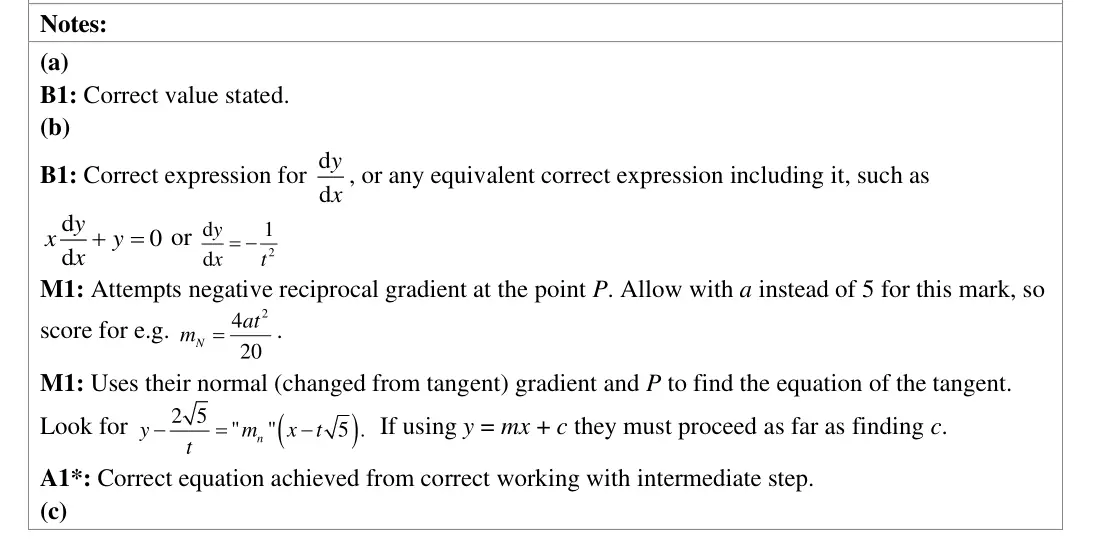 Notes:
(a)
B1: Correct value stated.
(b)
B1: Correct expression for dy/dx, or any equivalent correct expression including it, such as
x dy/dx + y = 0 or dy/dx = −1/t²
M1: Attempts negative reciprocal gradient at the point P. Allow with a instead of 5 for this mark, so
score for e.g. m_N = 4at²/20.
M1: Uses their normal (changed from tangent) gradient and P to find the equation of the tangent.
Look for y − 2√5/t = "m_n"(x − t√5). If using y = mx + c they must proceed as far as finding c.
A1*: Correct equation achieved from correct working with intermediate step.
(c)